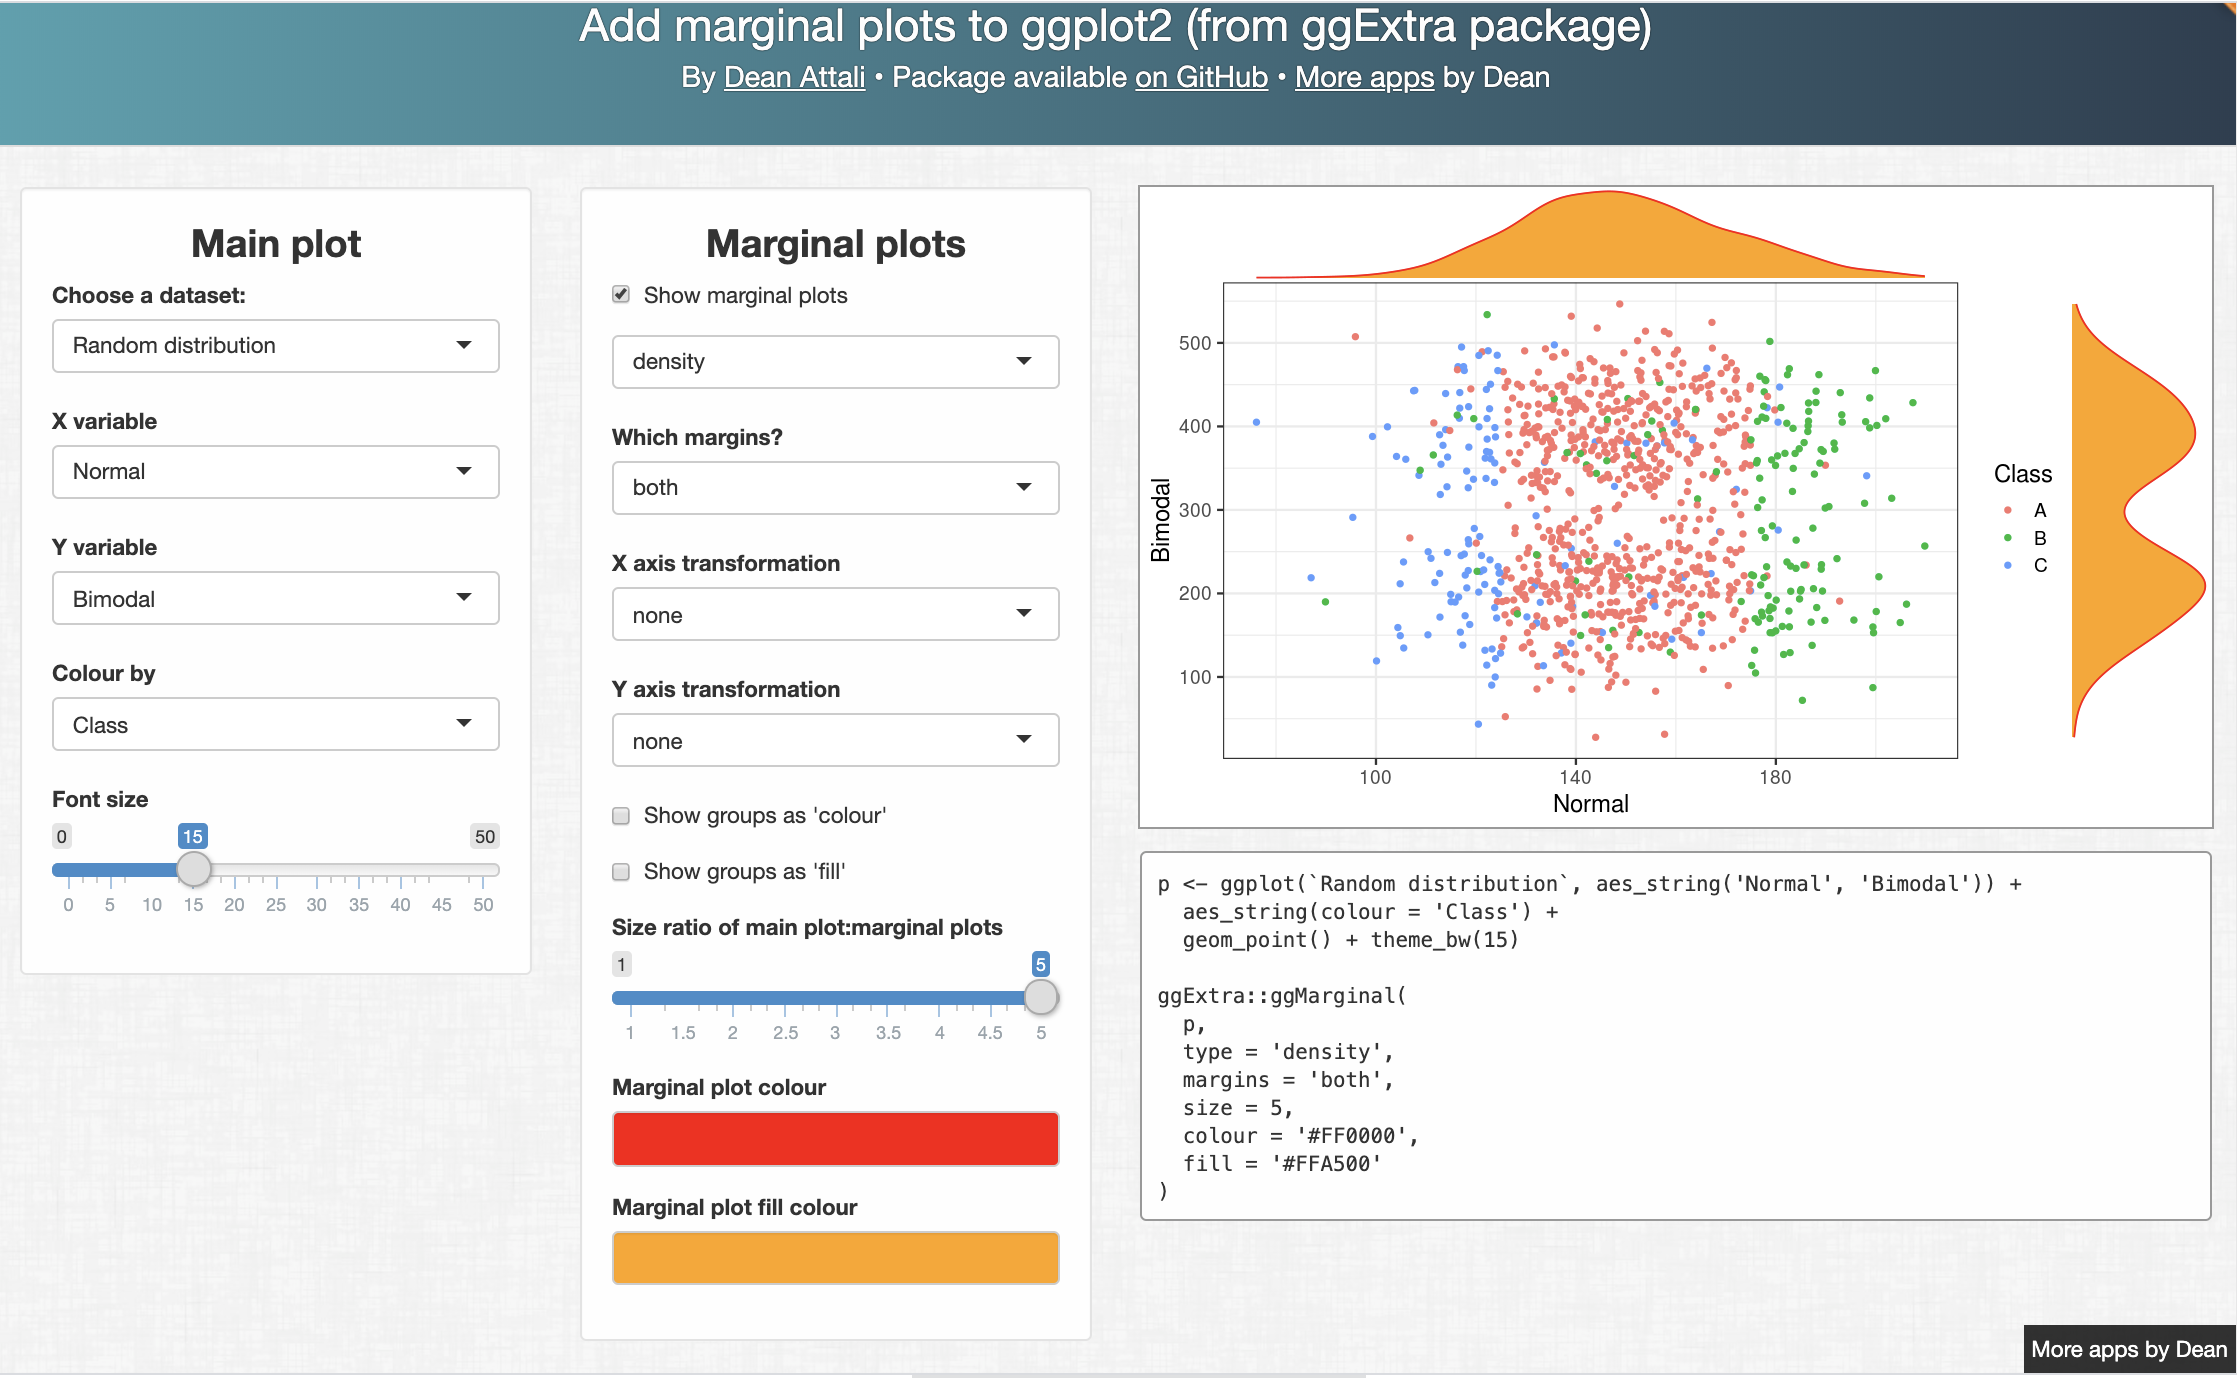 Add marginal plots to ggplot2 (from ggExtra package)
By Dean Attali • Package available on GitHub • More apps by Dean
Main plot
Choose a dataset:
Random distribution
X variable
Normal
Y variable
Bimodal
Colour by
Class
Font size
0 15 50
0 5 10 15 20 25 30 35 40 45 50
Marginal plots
Show marginal plots
density
Which margins?
both
X axis transformation
none
Y axis transformation
none
Show groups as 'colour'
Show groups as 'fill'
Size ratio of main plot:marginal plots
1 5
1 1.5 2 2.5 3 3.5 4 4.5 5
Marginal plot colour
Marginal plot fill colour
Bimodal
500
400
300
200
100
100 140 180
Normal
Class
A
B
C
p <- ggplot(`Random distribution`, aes_string('Normal', 'Bimodal')) +
  aes_string(colour = 'Class') +
  geom_point() + theme_bw(15)
ggExtra::ggMarginal(
  p,
  type = 'density',
  margins = 'both',
  size = 5,
  colour = '#FF0000',
  fill = '#FFA500'
)
More apps by Dean